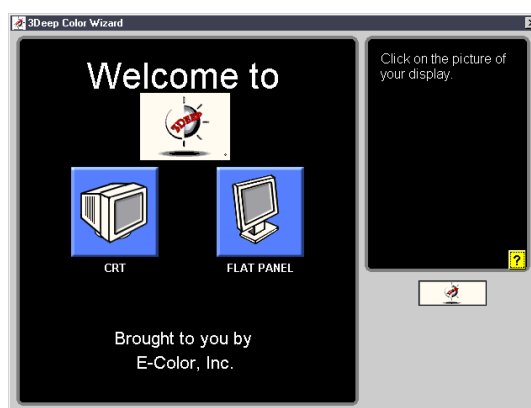 3Deep Color Wizard
Welcome to
3DEEP
CRT
FLAT PANEL
Brought to you by
E-Color, Inc.
Click on the picture of
your display.
?